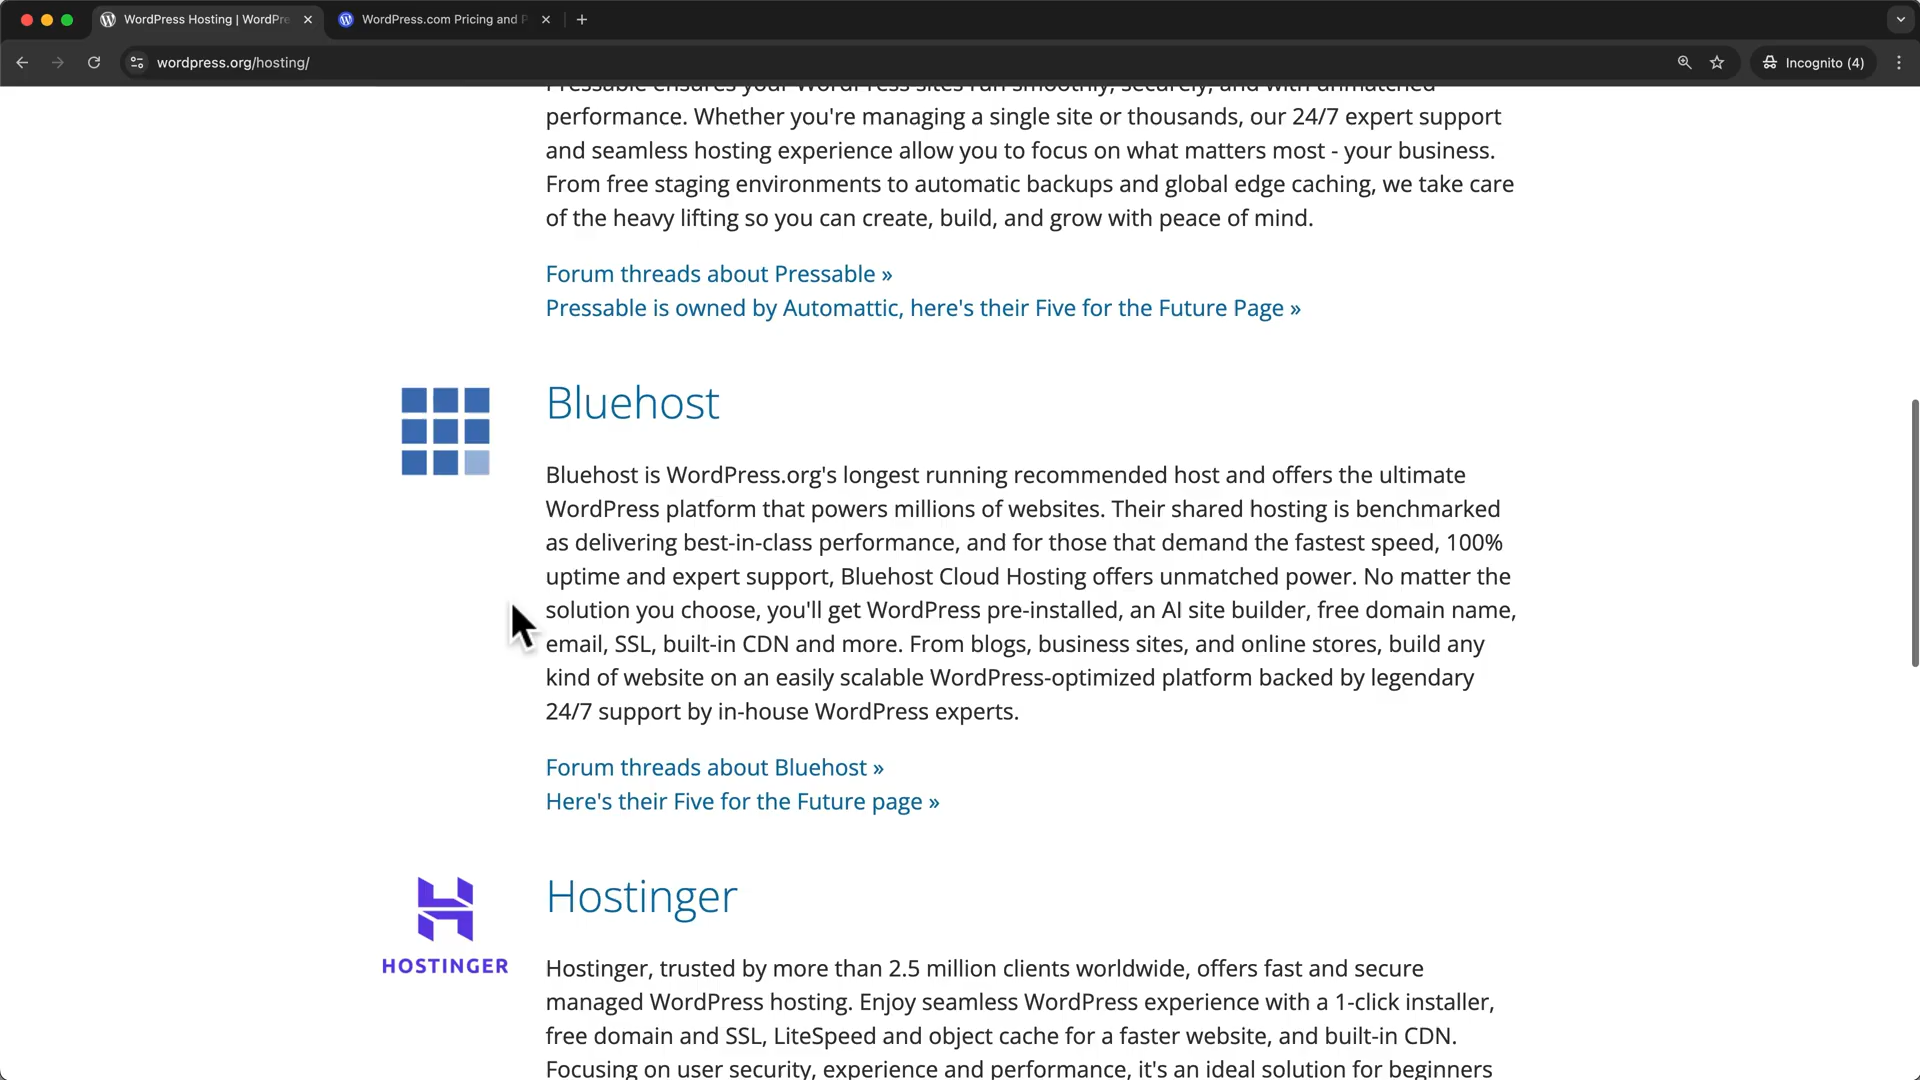 WordPress Hosting | WordPre
WordPress.com Pricing and P
wordpress.org/hosting/
Incognito (4)
Pressable ensures your WordPress sites run smoothly, securely, and with unmatched
performance. Whether you're managing a single site or thousands, our 24/7 expert support
and seamless hosting experience allow you to focus on what matters most - your business.
From free staging environments to automatic backups and global edge caching, we take care
of the heavy lifting so you can create, build, and grow with peace of mind.
Forum threads about Pressable »
Pressable is owned by Automattic, here's their Five for the Future Page »
Bluehost
Bluehost is WordPress.org's longest running recommended host and offers the ultimate
WordPress platform that powers millions of websites. Their shared hosting is benchmarked
as delivering best-in-class performance, and for those that demand the fastest speed, 100%
uptime and expert support, Bluehost Cloud Hosting offers unmatched power. No matter the
solution you choose, you'll get WordPress pre-installed, an AI site builder, free domain name,
email, SSL, built-in CDN and more. From blogs, business sites, and online stores, build any
kind of website on an easily scalable WordPress-optimized platform backed by legendary
24/7 support by in-house WordPress experts.
Forum threads about Bluehost »
Here's their Five for the Future page »
HOSTINGER
Hostinger
Hostinger, trusted by more than 2.5 million clients worldwide, offers fast and secure
managed WordPress hosting. Enjoy seamless WordPress experience with a 1-click installer,
free domain and SSL, LiteSpeed and object cache for a faster website, and built-in CDN.
Focusing on user security, experience and performance, it's an ideal solution for beginners